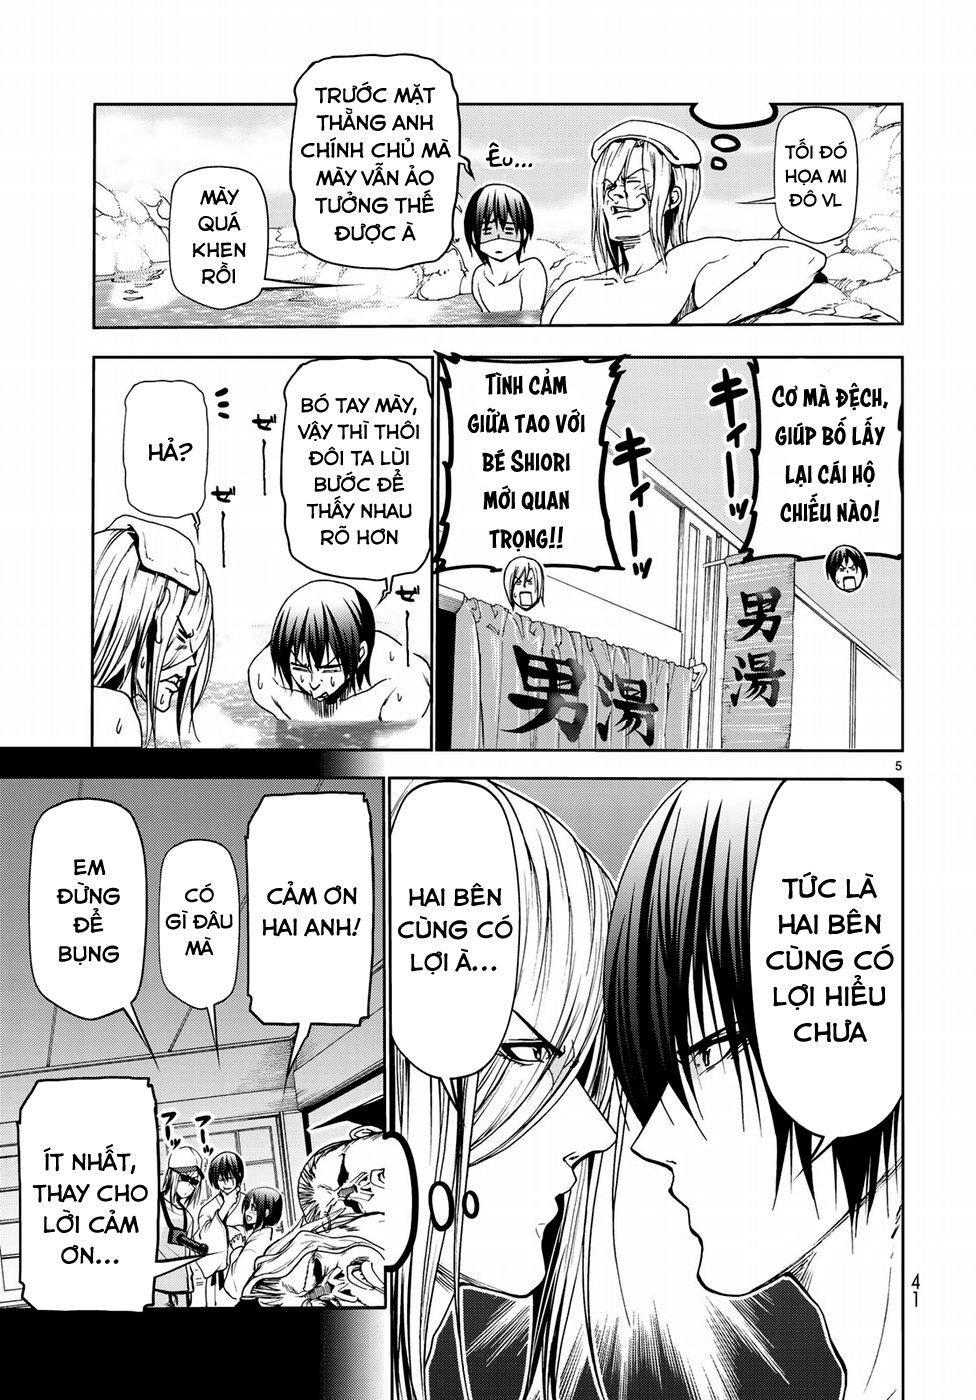 TỐI ĐÓ
HỌA MI
ĐÔ VL
Êu...
TRƯỚC MẶT
THẰNG ANH
CHÍNH CHỦ MÀ
MÀY VẪN ẢO
TƯỞNG THẾ
ĐƯỢC À
MÀY
QUÁ
KHEN
RỒI
CƠ MÀ ĐỆCH,
GIÚP BỐ LẤY
LẠI CÁI HỘ
CHIẾU NÀO!
キィーッ
TÌNH CẢM
GIỮA TAO VỚI
BÉ SHIORI
MỚI QUAN
TRỌNG!!
キィーッ
男湯
男湯
BÓ TAY MÀY,
VẬY THÌ THÔI
ĐÔI TA LÙI
BƯỚC ĐỂ
THẤY NHAU
RÕ HƠN
ぜぇ
ぜぇ
HẢ?
5
TỨC LÀ
HAI BÊN
CÙNG CÓ
LỢI HIỂU
CHƯA
HAI BÊN
CÙNG CÓ
LỢI À...
CẢM ƠN
HAI ANH!
CÓ
GÌ ĐÂU
MÀ
EM
ĐỪNG
ĐỂ
BỤNG
ÍT NHẤT,
THAY CHO
LỜI CẢM
ƠN...
41